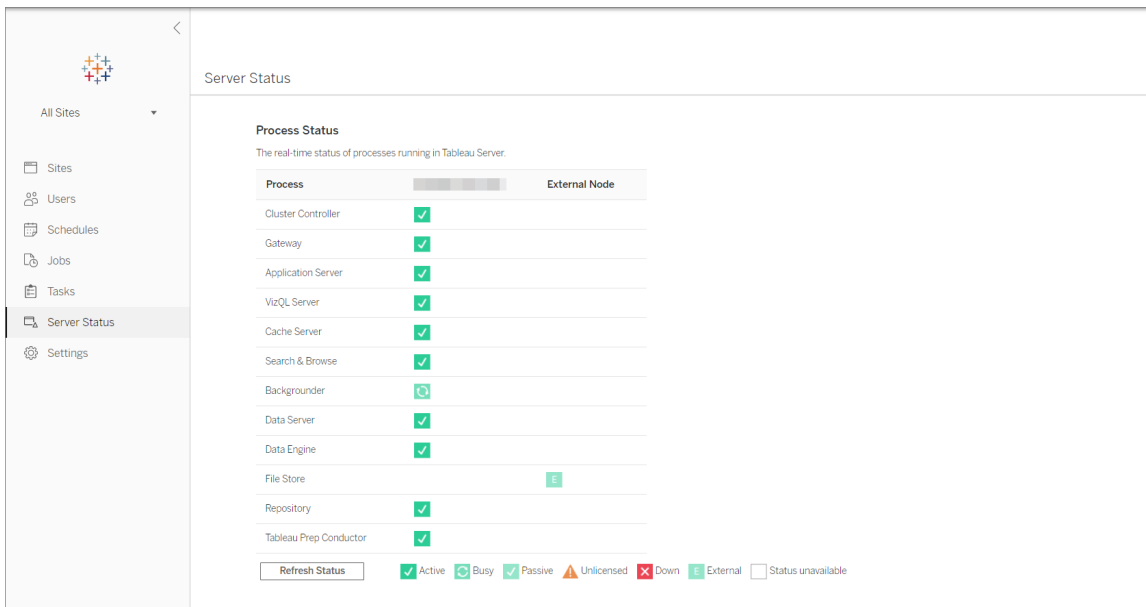 Server Status
All Sites
Sites
Users
Schedules
Jobs
Tasks
Server Status
Settings
Process Status
The real-time status of processes running in Tableau Server.
Process External Node
Cluster Controller
Gateway
Application Server
VizQL Server
Cache Server
Search & Browse
Backgrounder
Data Server
Data Engine
File Store E
Repository
Tableau Prep Conductor
Refresh Status Active Busy Passive Unlicensed Down E External Status unavailable